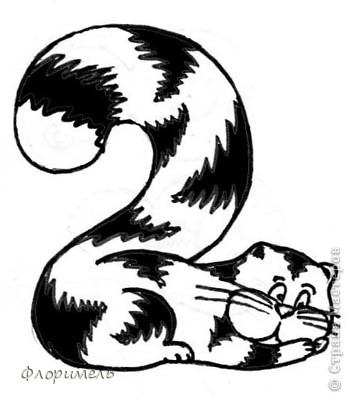 Флоримель
© Страна Мастеров